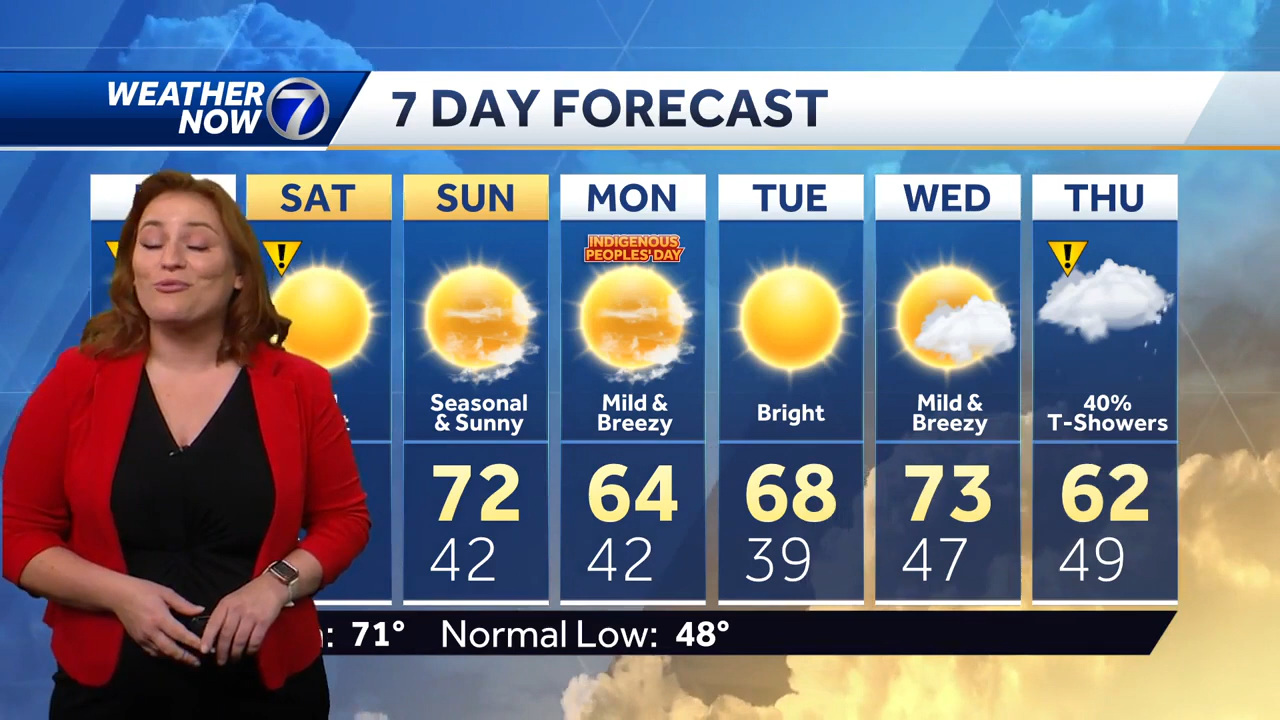 WEATHER
NOW 7
7 DAY FORECAST
SAT
SUN
MON
TUE
WED
THU
!
INDIGENOUS
PEOPLES' DAY
!
Seasonal
& Sunny
Mild &
Breezy
Bright
Mild &
Breezy
40%
T-Showers
72
64
68
73
62
42
42
39
47
49
71° Normal Low: 48°